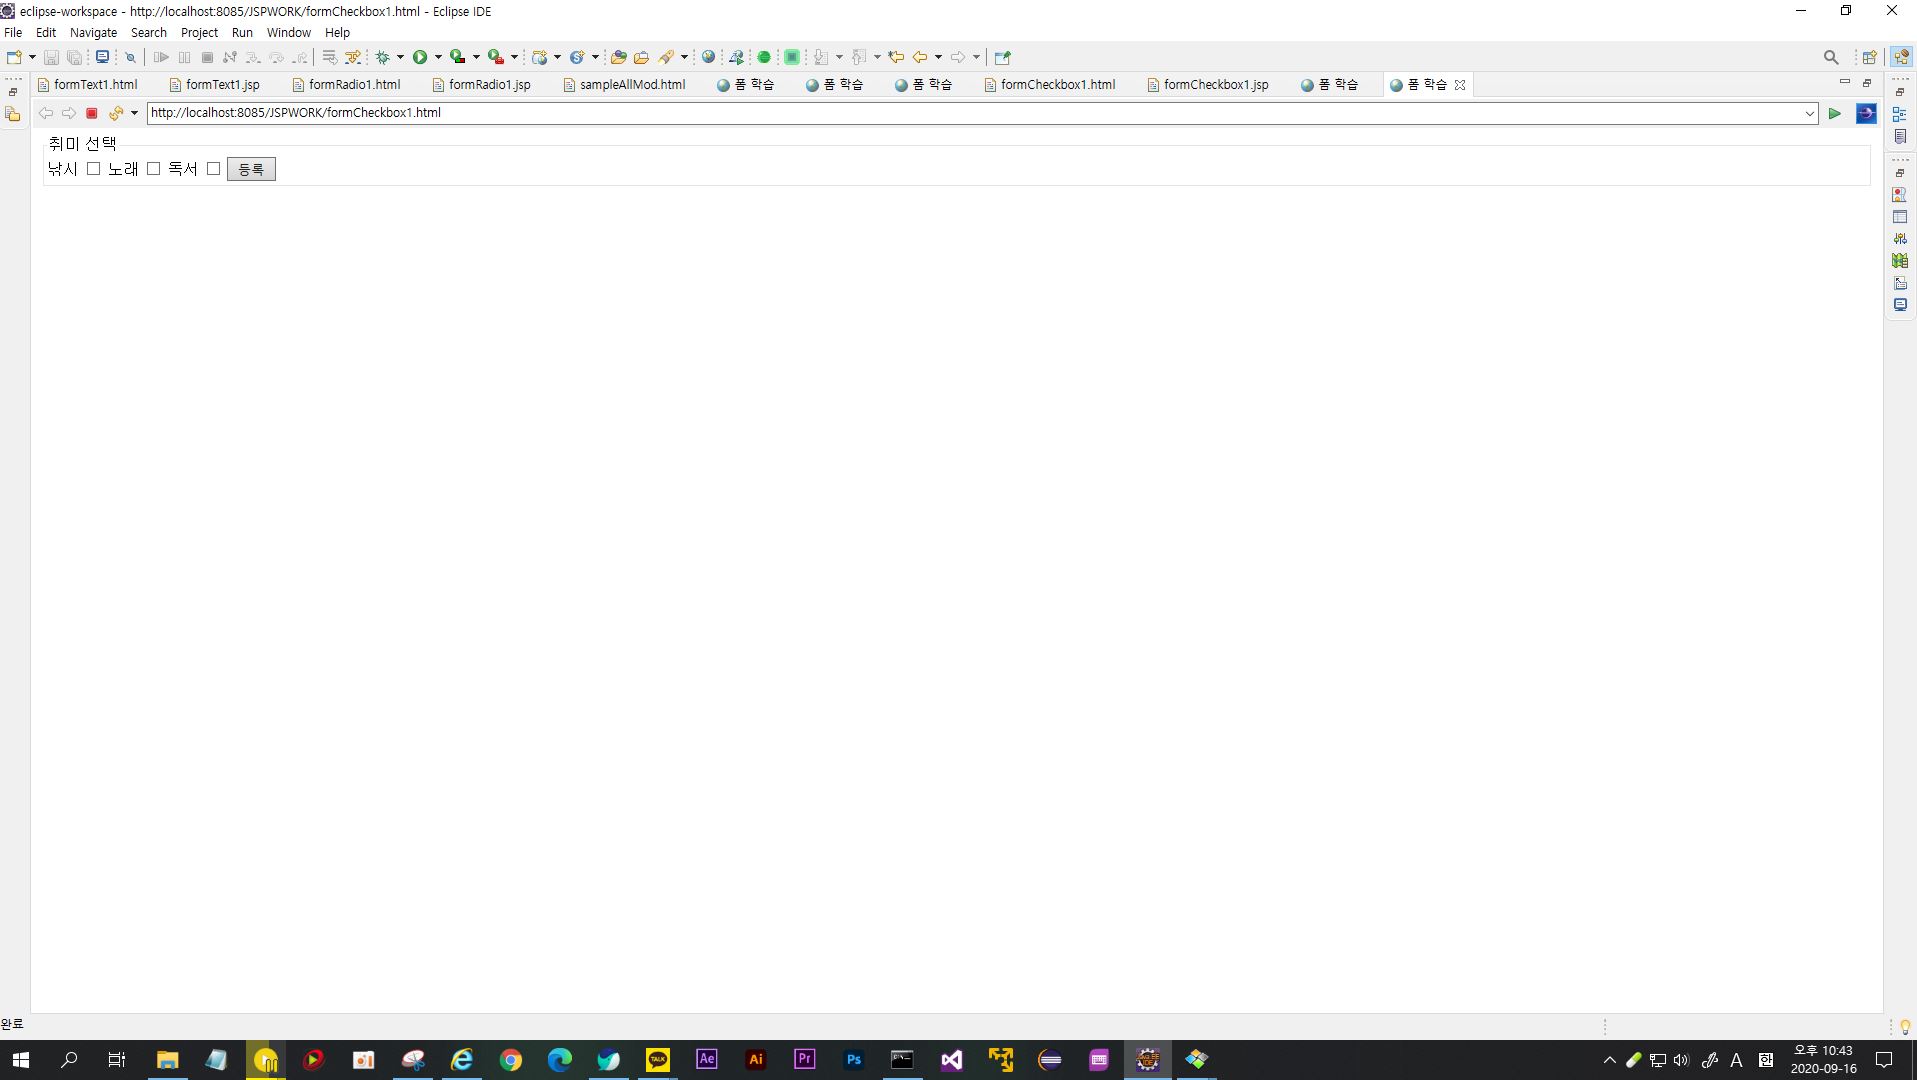 eclipse-workspace - http://localhost:8085/JSPWORK/formCheckbox1.html - Eclipse IDE
File Edit Navigate Search Project Run Window Help
formText1.html formText1.jsp formRadio1.html formRadio1.jsp sampleAllMod.html 폼 학습 폼 학습 폼 학습 formCheckbox1.html formCheckbox1.jsp 폼 학습 폼 학습
http://localhost:8085/JSPWORK/formCheckbox1.html
취미 선택
낚시 노래 독서 등록
완료
TALK Ae Ai Pr Ps A 오후 10:43
2020-09-16